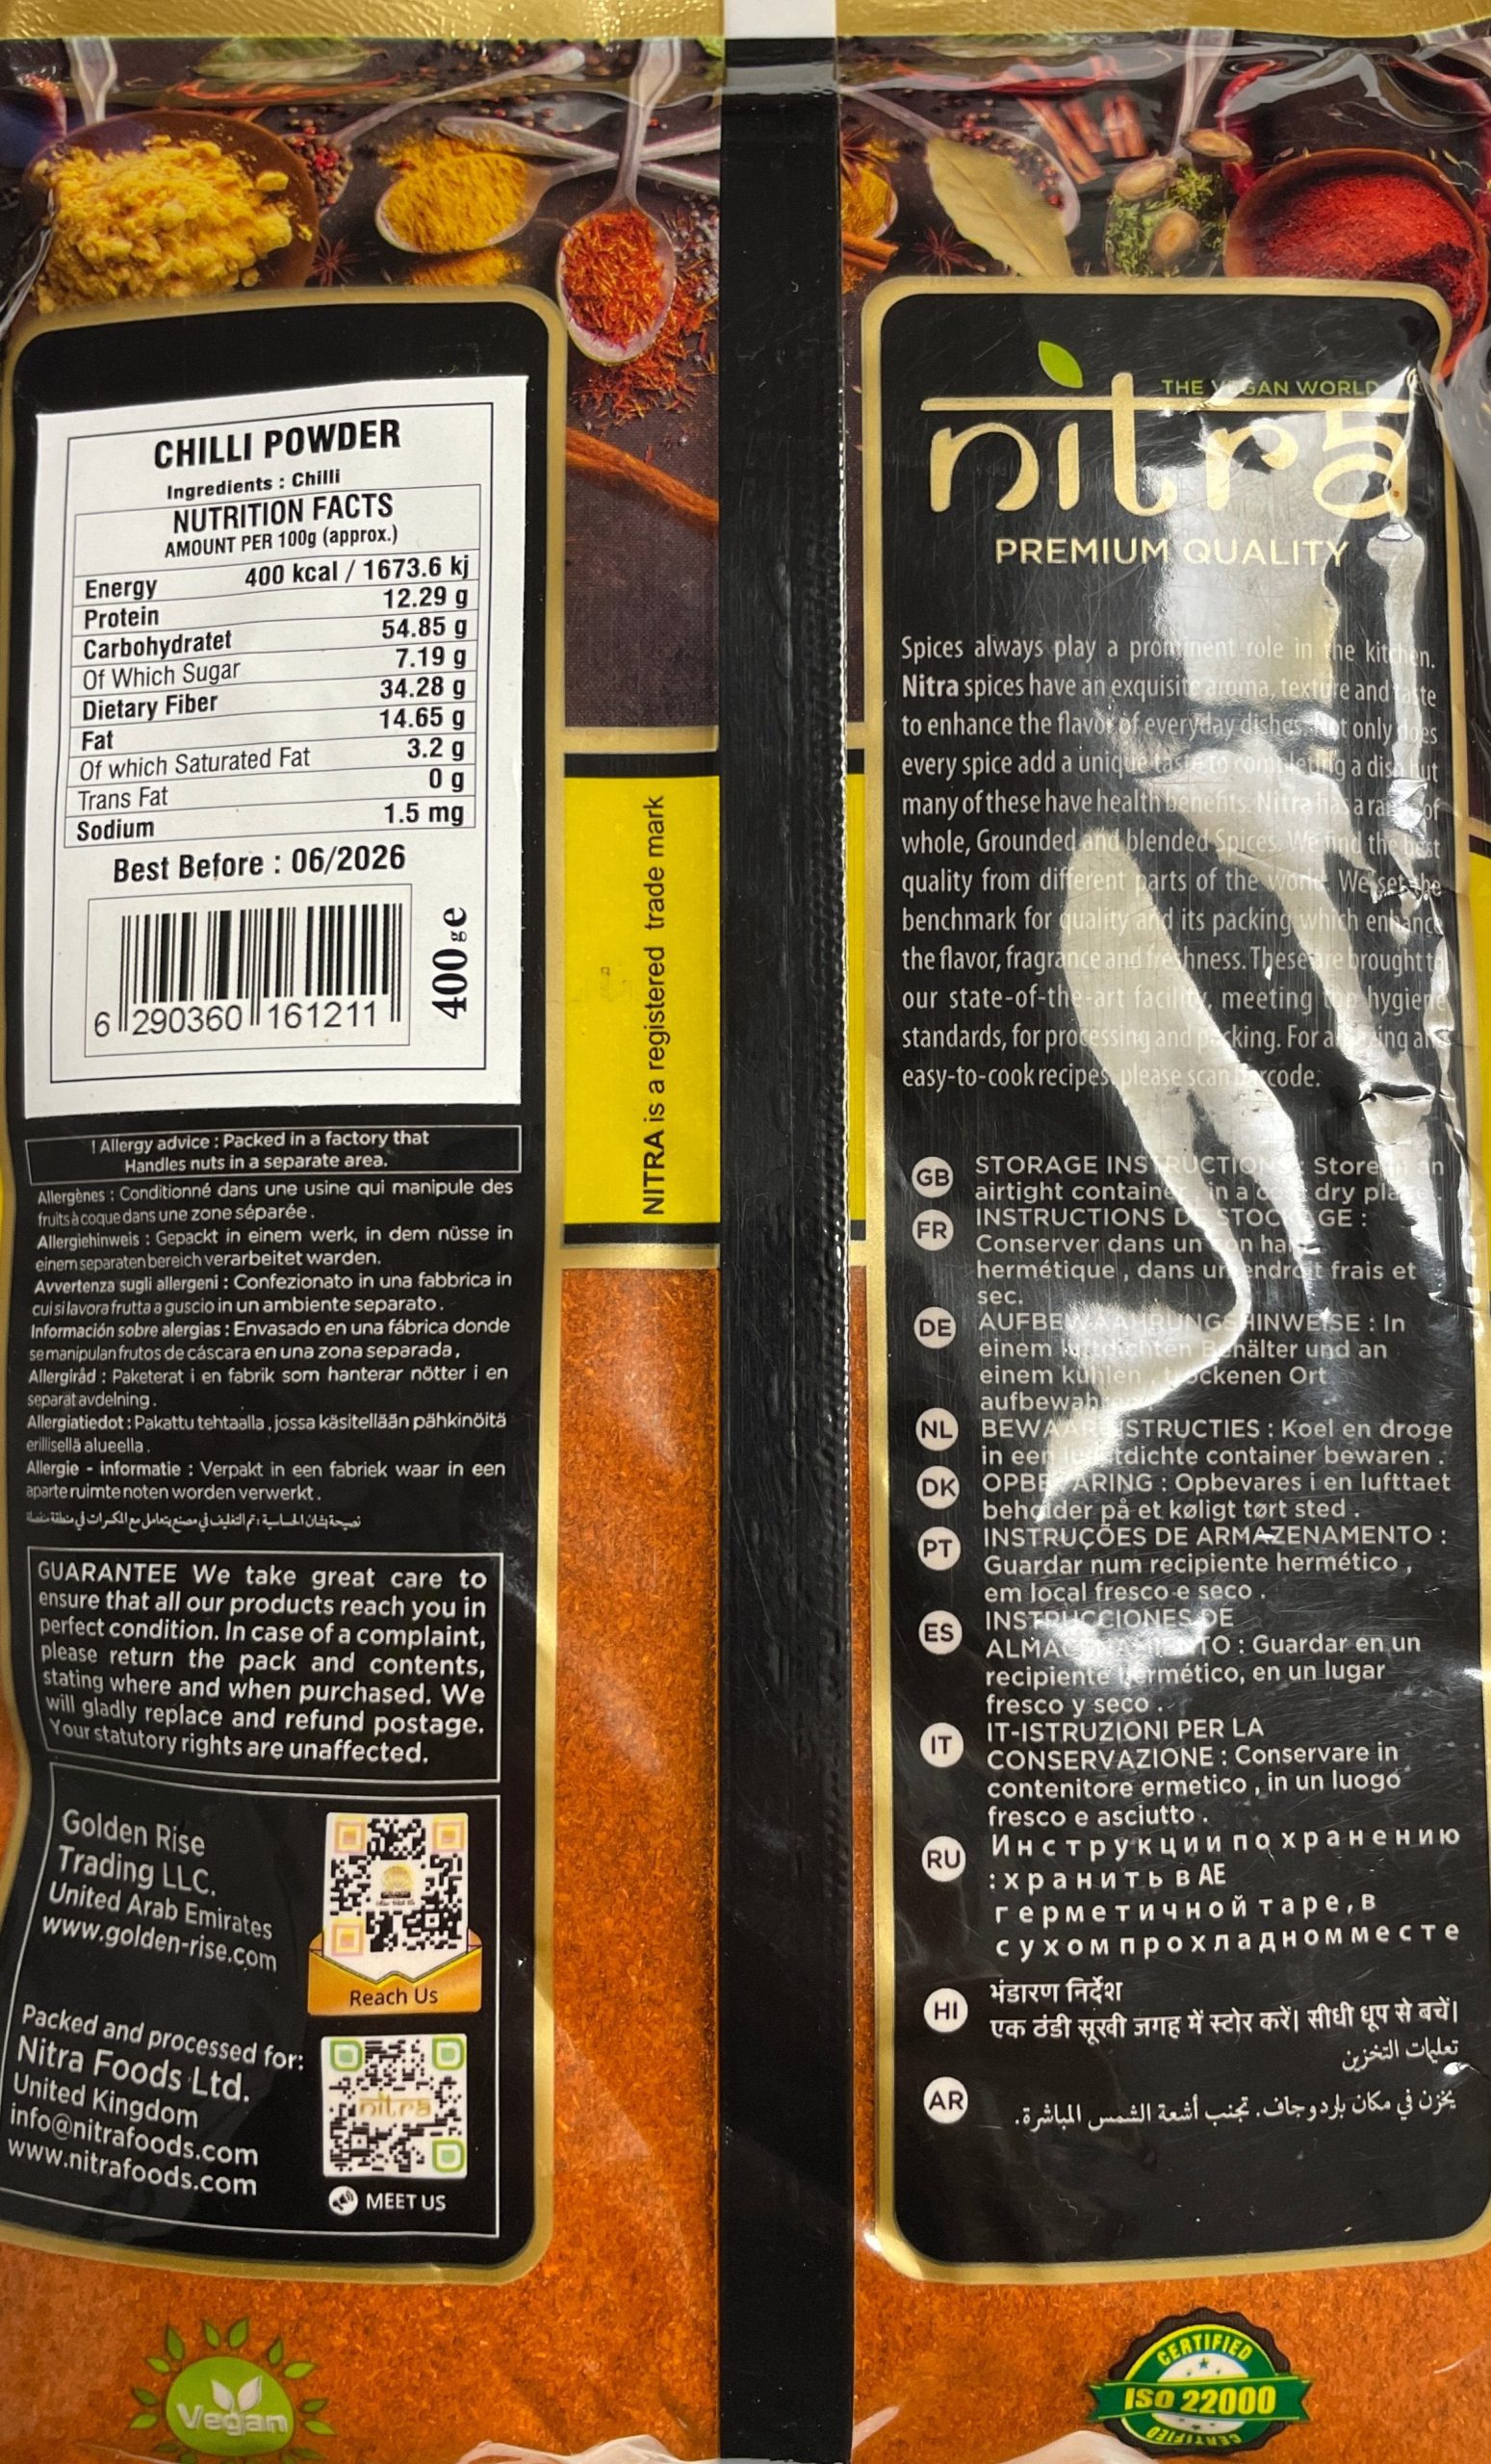 CHILLI POWDER
Ingredients : Chilli
NUTRITION FACTS
AMOUNT PER 100g (approx.)
Energy 400 kcal / 1673.6 kj
Protein 12.29 g
Carbohydratet 54.85 g
Of Which Sugar 7.19 g
Dietary Fiber 34.28 g
Fat 14.65 g
Of which Saturated Fat 3.2 g
Trans Fat 0 g
Sodium 1.5 mg
Best Before : 06/2026
6 290360 161211
400 g e
! Allergy advice : Packed in a factory that
Handles nuts in a separate area.
Allergènes : Conditionné dans une usine qui manipule des
fruits à coque dans une zone séparée .
Allergiehinweis : Gepackt in einem werk, in dem nüsse in
einem separaten bereich verarbeitet warden.
Avvertenza sugli allergeni : Confezionato in una fabbrica in
cui si lavora frutta a guscio in un ambiente separato .
Información sobre alergias : Envasado en una fábrica donde
se manipulan frutos de cáscara en una zona separada ,
Allergiråd : Paketerat i en fabrik som hanterar nötter i en
separat avdelning .
Allergiatiedot : Pakattu tehtaalla , jossa käsitellään pähkinöitä
erillisellä alueella .
Allergie - informatie : Verpakt in een fabriek waar in een
aparte ruimte noten worden verwerkt .
نصيحة بشان الحساسية : تم التغليف في مصنع يتعامل مع المكسرات في منطقة منفصلة
GUARANTEE We take great care to
ensure that all our products reach you in
perfect condition. In case of a complaint,
please return the pack and contents,
stating where and when purchased. We
will gladly replace and refund postage.
Your statutory rights are unaffected.
Golden Rise
Trading LLC.
United Arab Emirates
www.golden-rise.com
Reach Us
Packed and processed for:
Nitra Foods Ltd.
United Kingdom
info@nitrafoods.com
www.nitrafoods.com
nitra
MEET US
Vegan
NITRA is a registered trade mark
THE VEGAN WORLD
nitra
PREMIUM QUALITY
Spices always play a prominent role in the kitchen.
Nitra spices have an exquisite aroma, texture and taste
to enhance the flavor of everyday dishes. Not only does
every spice add a unique taste to completing a dish but
many of these have health benefits. Nitra has a range of
whole, Grounded and blended Spices. We find the best
quality from different parts of the world. We set the
benchmark for quality and its packing which enhance
the flavor, fragrance and freshness. These are brought to
our state-of-the-art facility, meeting the hygiene
standards, for processing and packing. For amazing and
easy-to-cook recipes, please scan barcode.
GB STORAGE INSTRUCTIONS : Store in an
airtight container, in a cool dry place.
FR INSTRUCTIONS DE STOCKAGE :
Conserver dans un
hermétique , dans un endroit frais et
sec.
DE AUFBEWAAHRUNGSHINWEISE : In
einem luftdichten Behälter und an
einem kuhlen , trockenen Ort
aufbewahren
NL BEWAARINSTRUCTIES : Koel en droge
in een container bewaren .
DK OPBEVARING : Opbevares i en lufttaet
beholder på et køligt tørt sted .
PT INSTRUÇÕES DE ARMAZENAMENTO :
Guardar num recipiente hermético ,
em local fresco e seco .
ES INSTRUCCIONES DE
ALMACENAMIENTO : Guardar en un
recipiente hermético, en un lugar
fresco y seco .
IT IT-ISTRUZIONI PER LA
CONSERVAZIONE : Conservare in
contenitore ermetico , in un luogo
fresco e asciutto .
RU Инструкции по хранению
: хранить в AE
герметичной таре, в
сухом прохладном месте
HI भंडारण निर्देश
एक ठंडी सूखी जगह में स्टोर करें। सीधी धूप से बचें।
تعليمات التخزين
AR يخزن في مكان بارد وجاف. تجنب أشعة الشمس المباشرة.
CERTIFIED
ISO 22000
CERTIFIED